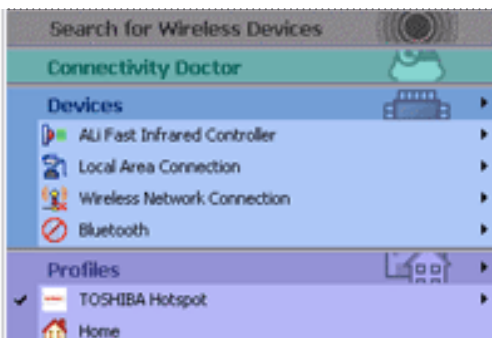 Search for Wireless Devices
Connectivity Doctor
Devices
ALi Fast Infrared Controller
Local Area Connection
Wireless Network Connection
Bluetooth
Profiles
TOSHIBA Hotspot
Home